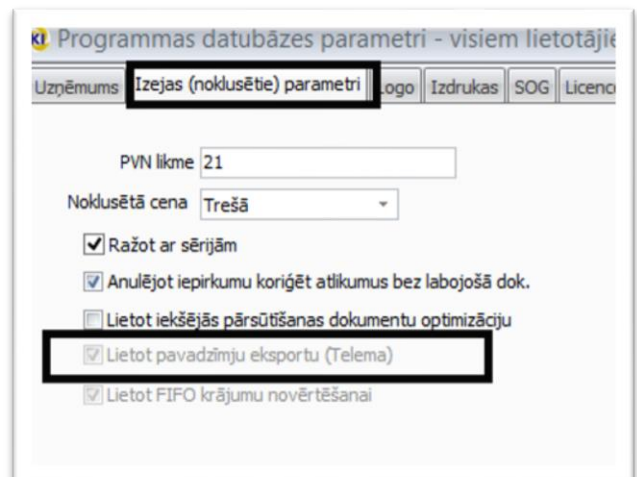 KI Programmas datubāzes parametri - visiem
Uzņēmums Izejas (noklusētie) parametri Logo Izdrukas SOG
PVN likme 21
Noklusētā cena Trešā
Ražot ar sērijām
Anulējot iepirkumu koriģēt atlikumus bez labojošā dok.
Lietot iekšējās pārsūtīšanas dokumentu optimizāciju
Lietot pavadzīmju eksportu (Telema)
Lietot FIFO krājumu novērtēšanai